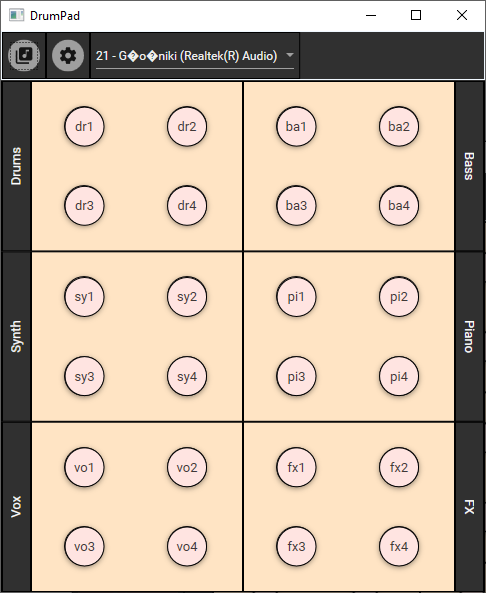 DrumPad
21 - G�o�niki (Realtek(R) Audio)
Drums
dr1 dr2
dr3 dr4
ba1 ba2
ba3 ba4
Bass
Synth
sy1 sy2
sy3 sy4
pi1 pi2
pi3 pi4
Piano
Vox
vo1 vo2
vo3 vo4
fx1 fx2
fx3 fx4
FX